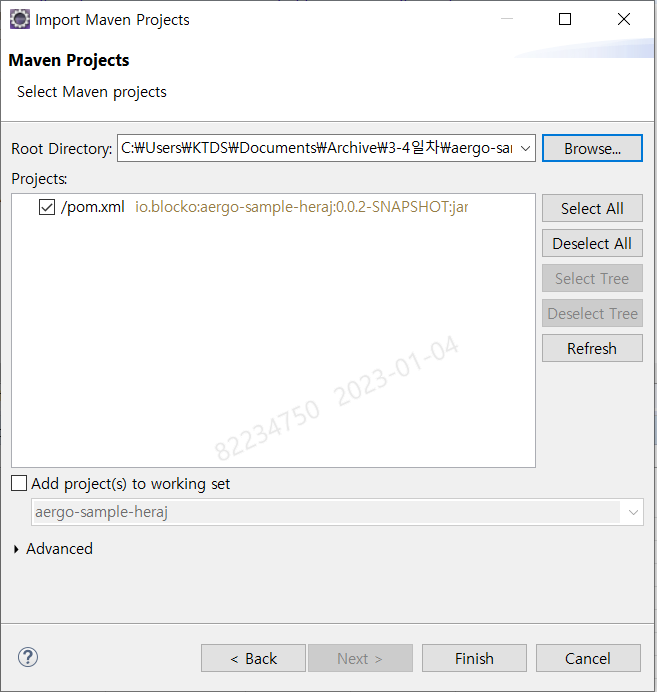 Import Maven Projects
Maven Projects
Select Maven projects
Root Directory: C:₩Users₩KTDS₩Documents₩Archive₩3-4일차₩aergo-sar Browse...
Projects:
/pom.xml io.blocko:aergo-sample-heraj:0.0.2-SNAPSHOT:jar
Select All
Deselect All
Select Tree
Deselect Tree
Refresh
82234750 2023-01-04
Add project(s) to working set
aergo-sample-heraj
Advanced
? < Back Next > Finish Cancel